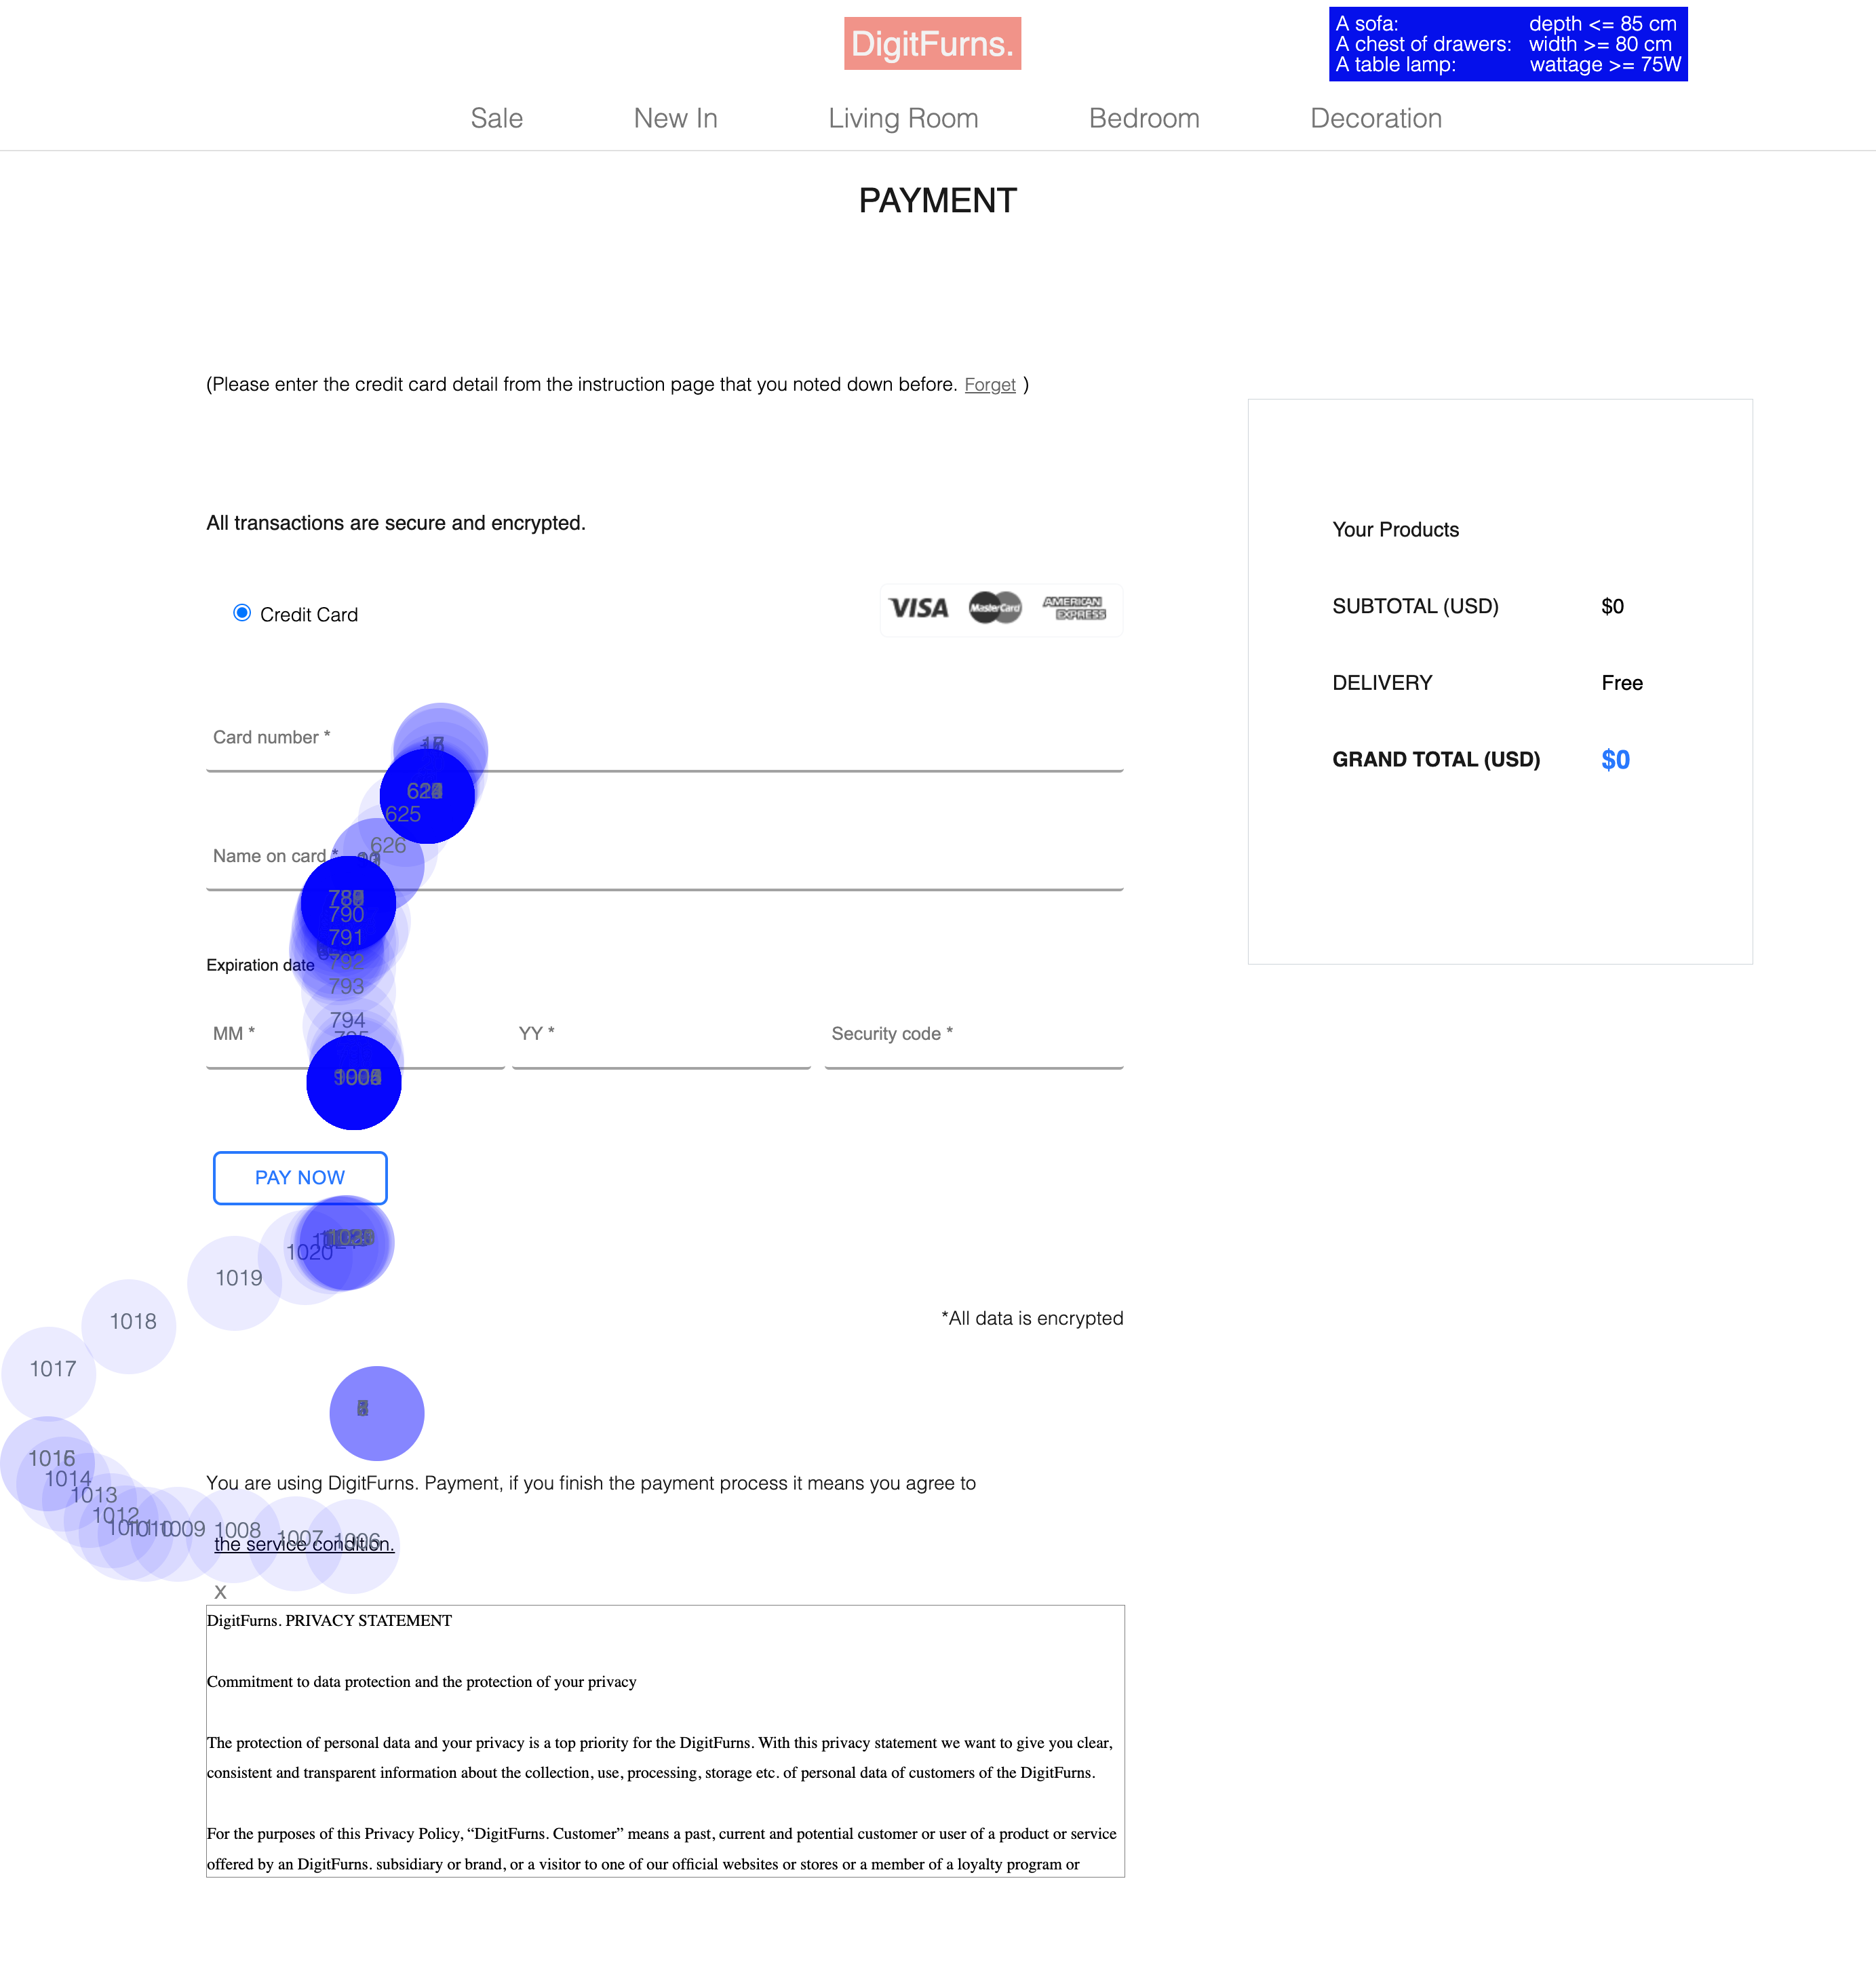 DigitFurns.
A sofa: depth <= 85 cm
A chest of drawers: width >= 80 cm
A table lamp: wattage >= 75W
Sale New In Living Room Bedroom Decoration
PAYMENT
(Please enter the credit card detail from the instruction page that you noted down before. Forget )
All transactions are secure and encrypted.
Credit Card
VISA MasterCard AMERICAN EXPRESS
Card number *
625
626
Name on card *
790
791
792
Expiration date
793
794
MM * YY * Security code *
PAY NOW
1020
1019
1018
1017
*All data is encrypted
1014
1013
1012
1009
1008
1007
1006
You are using DigitFurns. Payment, if you finish the payment process it means you agree to
the service condition.
x
DigitFurns. PRIVACY STATEMENT
Commitment to data protection and the protection of your privacy
The protection of personal data and your privacy is a top priority for the DigitFurns. With this privacy statement we want to give you clear,
consistent and transparent information about the collection, use, processing, storage etc. of personal data of customers of the DigitFurns.
For the purposes of this Privacy Policy, “DigitFurns. Customer” means a past, current and potential customer or user of a product or service
offered by an DigitFurns. subsidiary or brand, or a visitor to one of our official websites or stores or a member of a loyalty program or
Your Products
SUBTOTAL (USD) $0
DELIVERY Free
GRAND TOTAL (USD) $0